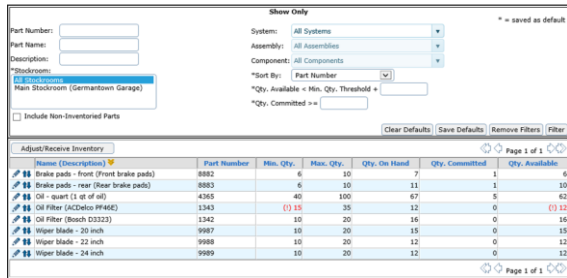 Show Only
* = saved as default
Part Number:
System: All Systems
Part Name:
Assembly: All Assemblies
Description:
Component: All Components
*Stockroom:
*Sort By: Part Number
All Stockrooms
Main Stockroom (Germantown Garage)
*Qty. Available < Min. Qty. Threshold +
*Qty. Committed >=
Include Non-Inventoried Parts
Clear Defaults Save Defaults Remove Filters Filter
Adjust/Receive Inventory Page 1 of 1
Name (Description) Part Number Min. Qty. Max. Qty. Qty. On Hand Qty. Committed Qty. Available
Brake pads - front (Front brake pads) 8882 6 10 7 1 6
Brake pads - rear (Rear brake pads) 8883 6 10 11 1 10
Oil - quart (1 qt of oil) 4365 40 100 67 5 62
Oil Filter (ACDelco PF46E) 1343 (!) 15 35 12 0 (!) 12
Oil Filter (Bosch D3323) 1342 10 20 16 0 16
Wiper blade - 20 inch 9987 10 20 15 0 15
Wiper blade - 22 inch 9988 10 20 12 0 12
Wiper blade - 24 inch 9989 10 20 12 0 12
Page 1 of 1